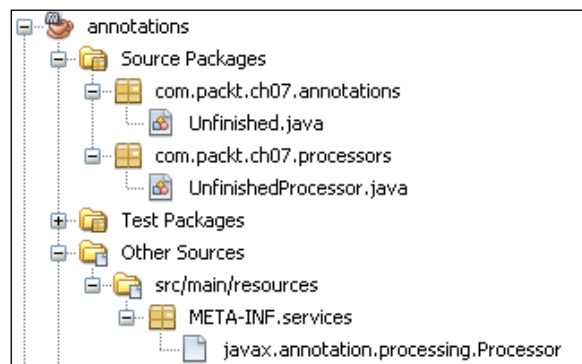 annotations
Source Packages
com.packt.ch07.annotations
Unfinished.java
com.packt.ch07.processors
UnfinishedProcessor.java
Test Packages
Other Sources
src/main/resources
META-INF.services
javax.annotation.processing.Processor